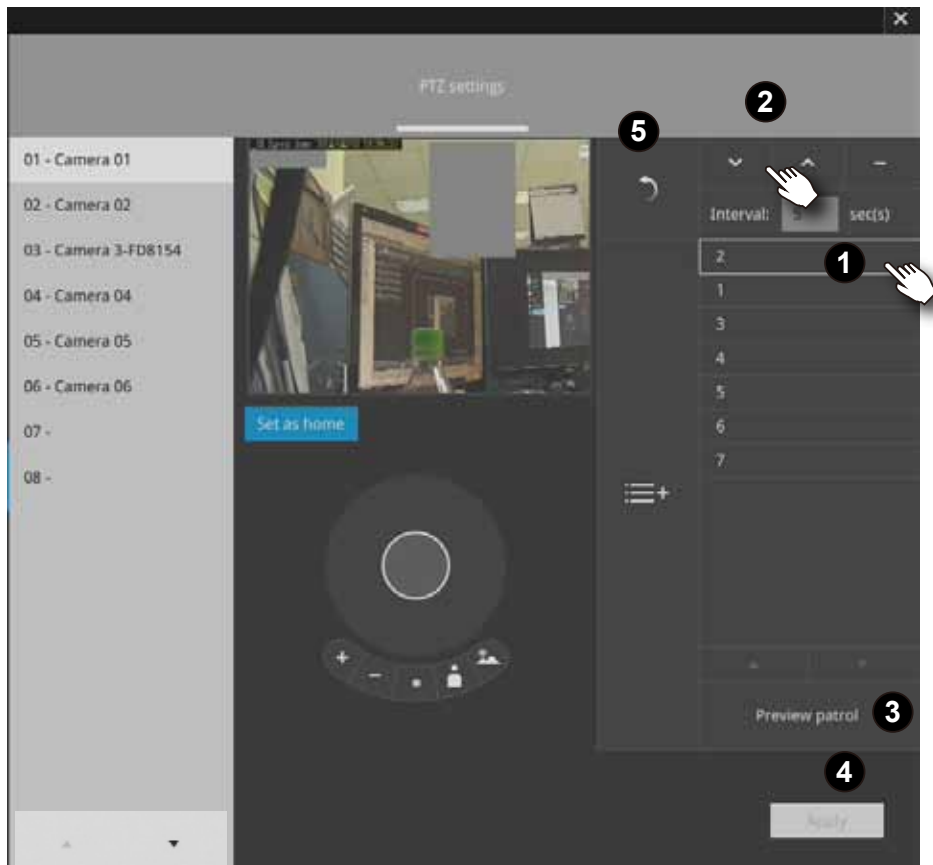 PTZ settings
2
5
01 - Camera 01
02 - Camera 02
03 - Camera 3-FD8154
04 - Camera 04
05 - Camera 05
06 - Camera 06
07 -
08 -
Set as home
Interval: 5 sec(s)
2
1
1
3
4
5
6
7
Preview patrol
3
4
Apply